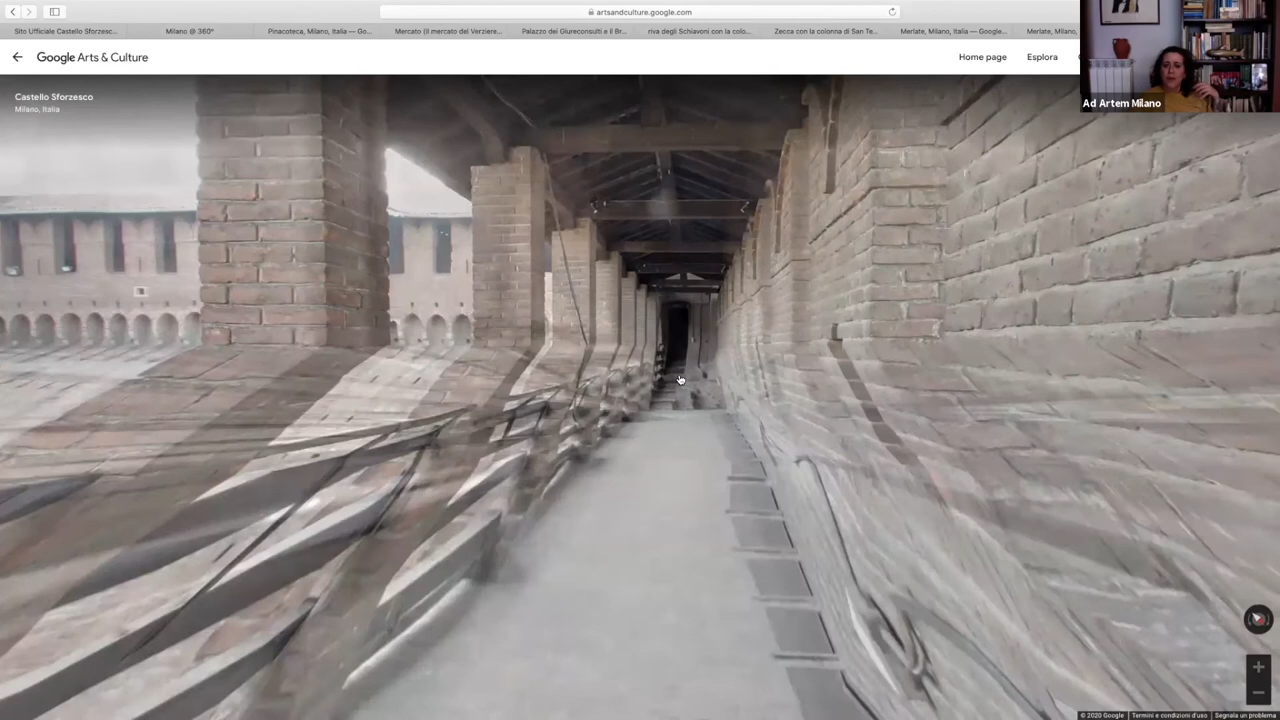 artsandculture.google.com
Sito Ufficiale Castello Sforzesc...
Milano @ 360°
Pinacoteca, Milano, Italia — Go...
Mercato (Il mercato del Verziere...
Palazzo dei Giureconsulti e il Br...
riva degli Schiavoni con la colo...
Zecca con la colonna di San Te...
Merlate, Milano, Italia — Google...
Merlate, Milano,
Google Arts & Culture
Home page
Esplora
Castello Sforzesco
Milano, Italia
Ad Artem Milano
© 2020 Google
Termini e condizioni d'uso
Segnala un problema